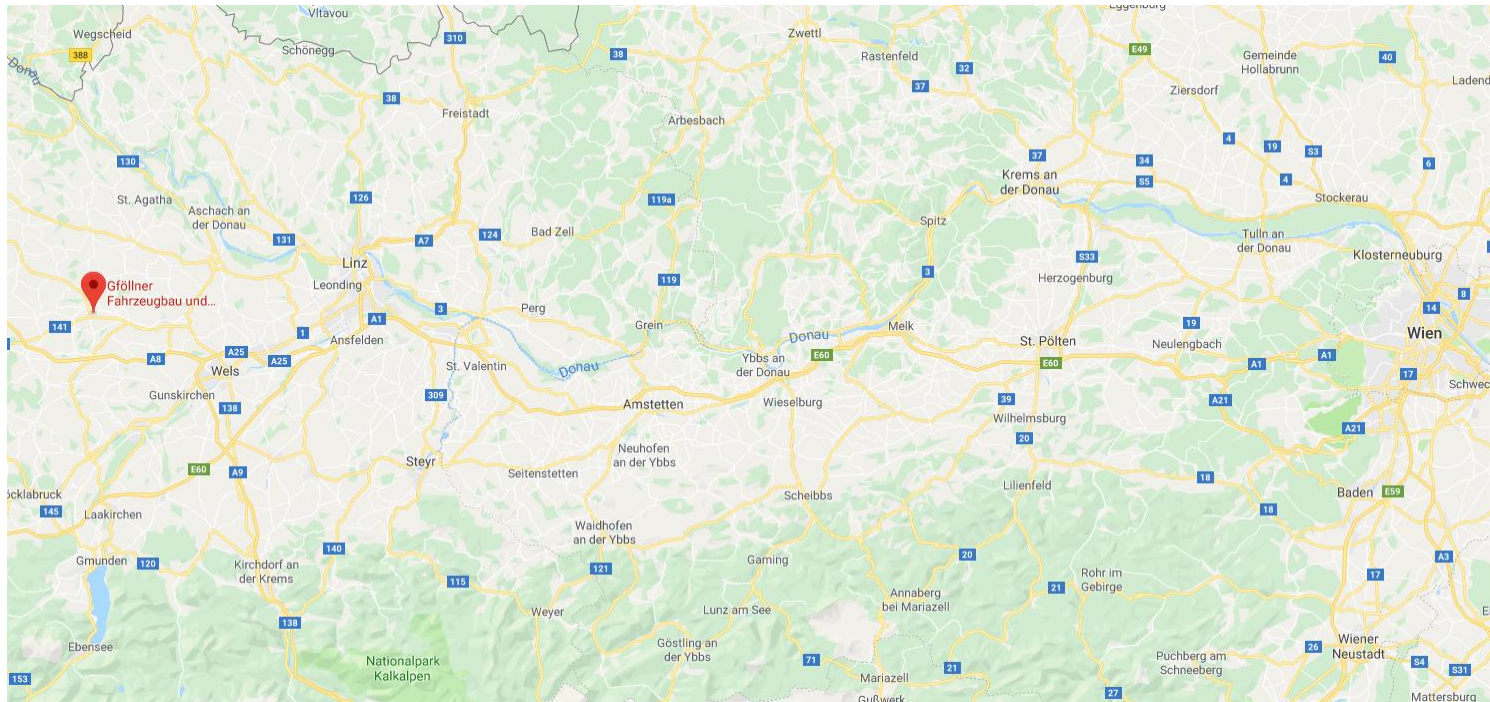 Vltavou
Eggenburg
Wegscheid
Zwettl
310
Schönegg
388
38
Rastenfeld
E49
Gemeinde
Hollabrunn
40
Donau
32
37
Ladend
38
Freistadt
Ziersdorf
Arbesbach
4
19
S3
130
37
34
6
Krems an
der Donau
S5
4
St. Agatha
126
119a
Stockerau
Aschach an
der Donau
Spitz
131
A7
124
Bad Zell
Tulln an
der Donau
Linz
S33
Klosterneuburg
Leonding
119
3
Herzogenburg
Gföllner
Fahrzeugbau und...
8
14
3
Perg
141
A1
Grein
Melk
19
1
Ansfelden
Donau
St. Pölten
Neulengbach
Wien
A8
A25
A25
St. Valentin
Donau
Ybbs an
der Donau
E60
E60
A1
A1
Wels
17
Schwec
Gunskirchen
309
138
Amstetten
Wieselburg
39
A21
Wilhelmsburg
A21
20
Neuhofen
an der Ybbs
Steyr
E60
A9
Seitenstetten
18
Lilienfeld
öcklabruck
Scheibbs
Baden
E59
145
Laakirchen
18
Waidhofen
an der Ybbs
140
20
A3
Gmunden
120
Kirchdorf an
der Krems
Gaming
121
115
17
21
Rohr im
Gebirge
Annaberg
bei Mariazell
Weyer
Lunz am See
138
Ebensee
Göstling an
der Ybbs
26
Wiener
Neustadt
Nationalpark
Kalkalpen
71
21
Puchberg am
Schneeberg
S4
S31
153
Mariazell
27
Mattersburg
Gußwerk